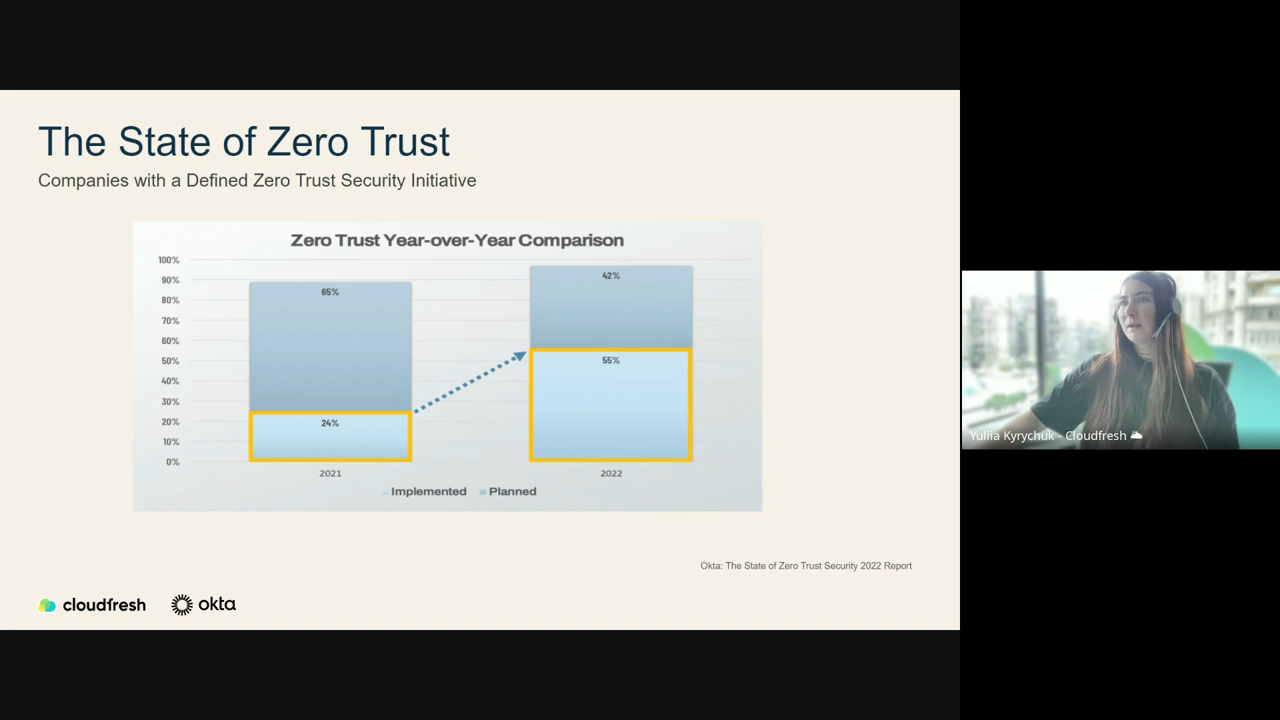 The State of Zero Trust
Companies with a Defined Zero Trust Security Initiative
Zero Trust Year-over-Year Comparison
100%
90%
80%
70%
60%
50%
40%
30%
20%
10%
0%
65%
24%
42%
55%
2021
2022
Implemented Planned
Okta: The State of Zero Trust Security 2022 Report
cloudfresh okta
Yuliia Kyrychuk - Cloudfresh